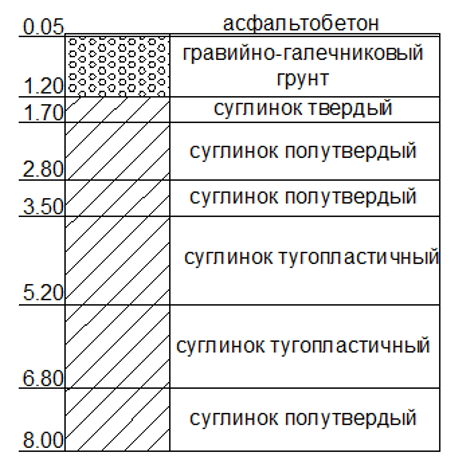 0.05 асфальтобетон
гравийно-галечниковый
1.20 грунт
1.70 суглинок твердый
суглинок полутвердый
2.80
суглинок полутвердый
3.50
суглинок тугопластичный
5.20
суглинок тугопластичный
6.80
суглинок полутвердый
8.00